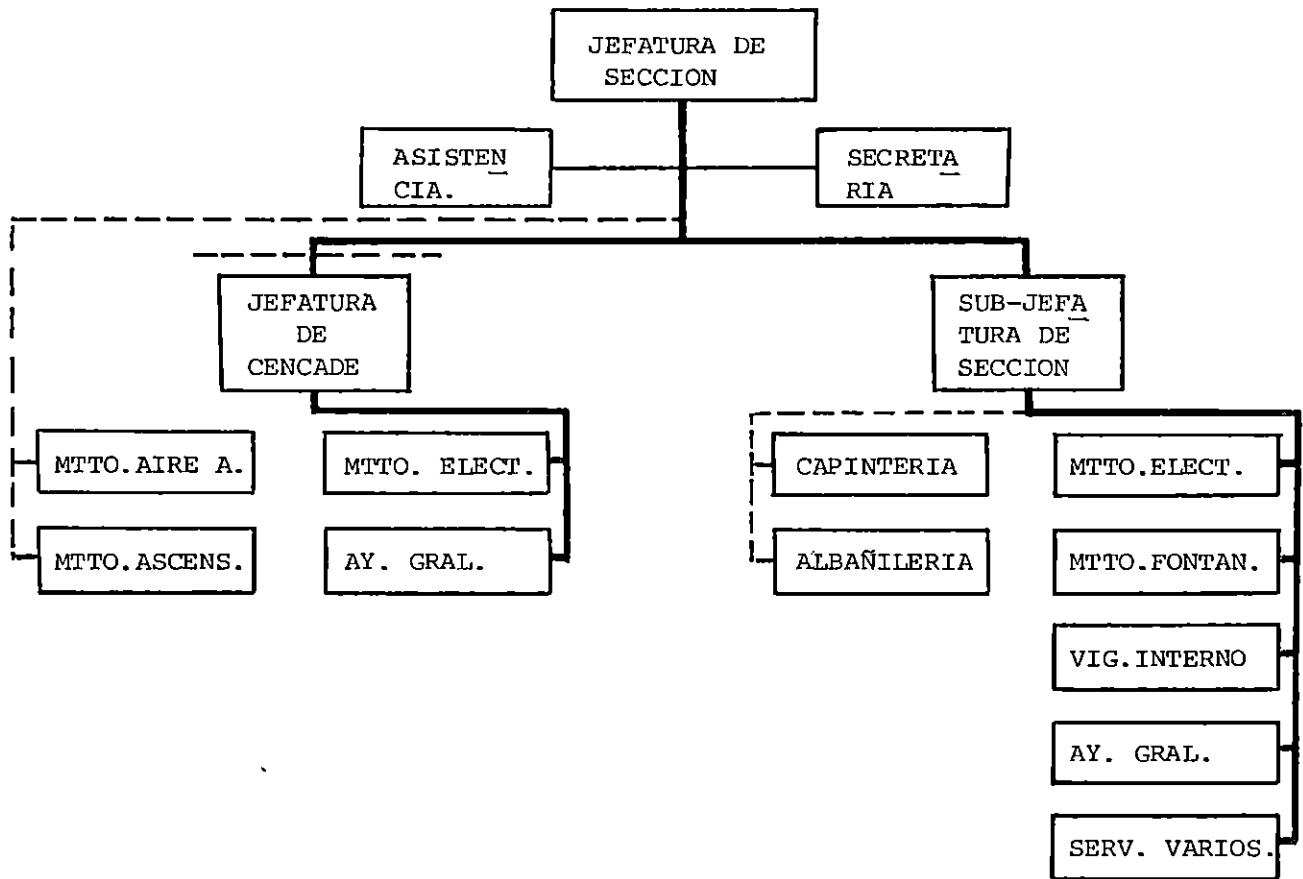 JEFATURA DE
SECCION
ASISTEN
CIA.
SECRETA
RIA
JEFATURA
DE
CENCADE
SUB-JEFA
TURA DE
SECCION
MTTO.AIRE A.
MTTO. ELECT.
CAPINTERIA
MTTO.ELECT.
MTTO.ASCENS.
AY. GRAL.
ALBAÑILERIA
MTTO.FONTAN.
VIG.INTERNO
AY. GRAL.
SERV. VARIOS.